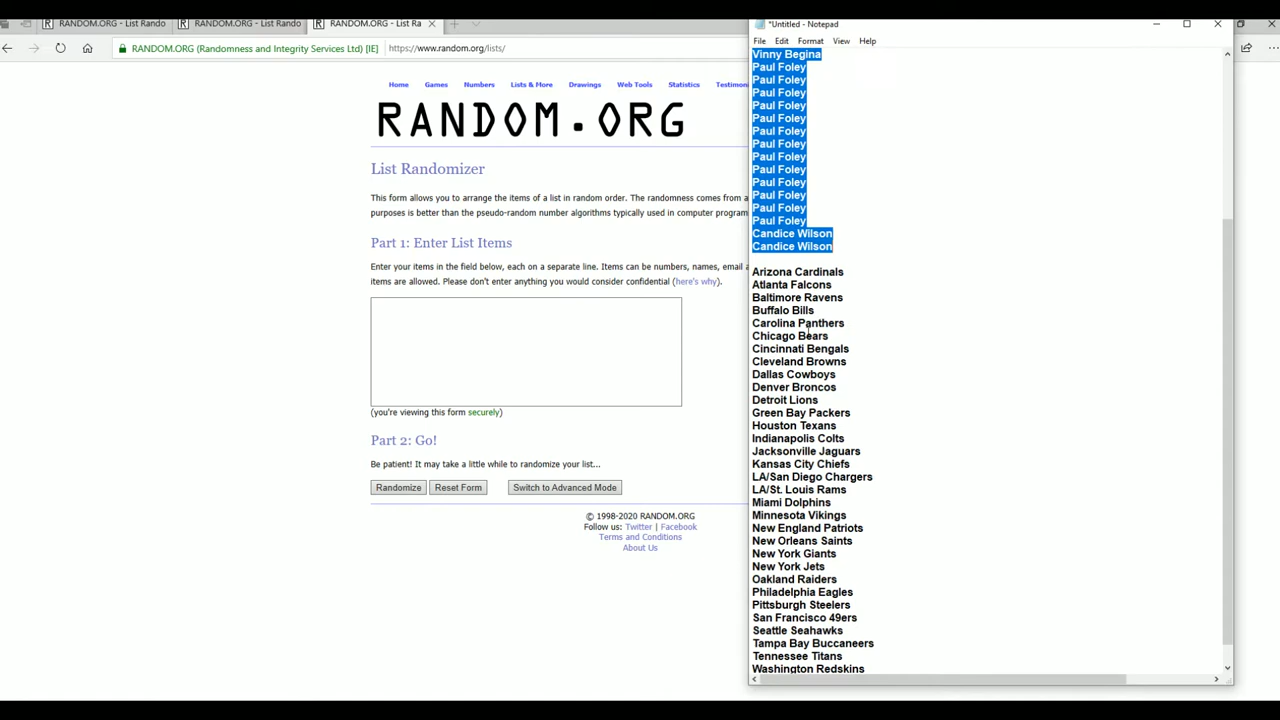 RANDOM.ORG - List Rando
RANDOM.ORG - List Rando
RANDOM.ORG - List Ra
RANDOM.ORG (Randomness and Integrity Services Ltd) [IE]
https://www.random.org/lists/
Home Games Numbers Lists & More Drawings Web Tools Statistics Testimon
RANDOM.ORG
List Randomizer
This form allows you to arrange the items of a list in random order. The randomness comes from a
purposes is better than the pseudo-random number algorithms typically used in computer program
Part 1: Enter List Items
Enter your items in the field below, each on a separate line. Items can be numbers, names, email a
items are allowed. Please don't enter anything you would consider confidential (here's why).
(you're viewing this form securely)
Part 2: Go!
Be patient! It may take a little while to randomize your list...
Randomize Reset Form Switch to Advanced Mode
© 1998-2020 RANDOM.ORG
Follow us: Twitter | Facebook
Terms and Conditions
About Us
*Untitled - Notepad
File Edit Format View Help
Vinny Begina
Paul Foley
Paul Foley
Paul Foley
Paul Foley
Paul Foley
Paul Foley
Paul Foley
Paul Foley
Paul Foley
Paul Foley
Paul Foley
Paul Foley
Paul Foley
Candice Wilson
Candice Wilson
Arizona Cardinals
Atlanta Falcons
Baltimore Ravens
Buffalo Bills
Carolina Panthers
Chicago Bears
Cincinnati Bengals
Cleveland Browns
Dallas Cowboys
Denver Broncos
Detroit Lions
Green Bay Packers
Houston Texans
Indianapolis Colts
Jacksonville Jaguars
Kansas City Chiefs
LA/San Diego Chargers
LA/St. Louis Rams
Miami Dolphins
Minnesota Vikings
New England Patriots
New Orleans Saints
New York Giants
New York Jets
Oakland Raiders
Philadelphia Eagles
Pittsburgh Steelers
San Francisco 49ers
Seattle Seahawks
Tampa Bay Buccaneers
Tennessee Titans
Washington Redskins